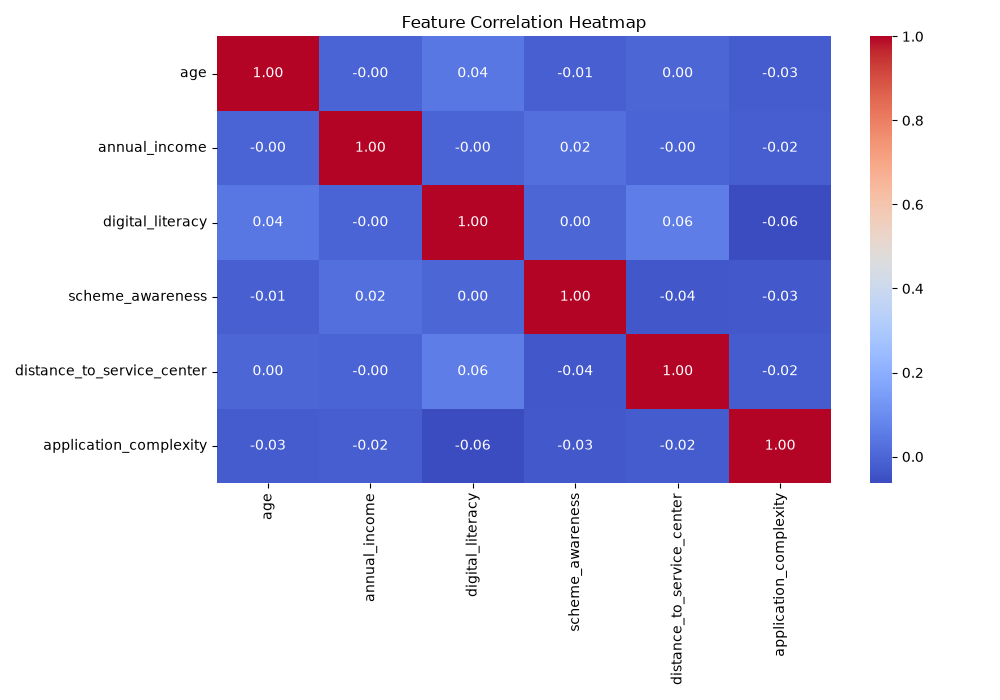 Feature Correlation Heatmap
age 1.00 -0.00 0.04 -0.01 0.00 -0.03
annual_income -0.00 1.00 -0.00 0.02 -0.00 -0.02
digital_literacy 0.04 -0.00 1.00 0.00 0.06 -0.06
scheme_awareness -0.01 0.02 0.00 1.00 -0.04 -0.03
distance_to_service_center 0.00 -0.00 0.06 -0.04 1.00 -0.02
application_complexity -0.03 -0.02 -0.06 -0.03 -0.02 1.00
age
annual_income
digital_literacy
scheme_awareness
distance_to_service_center
application_complexity
1.0
0.8
0.6
0.4
0.2
0.0